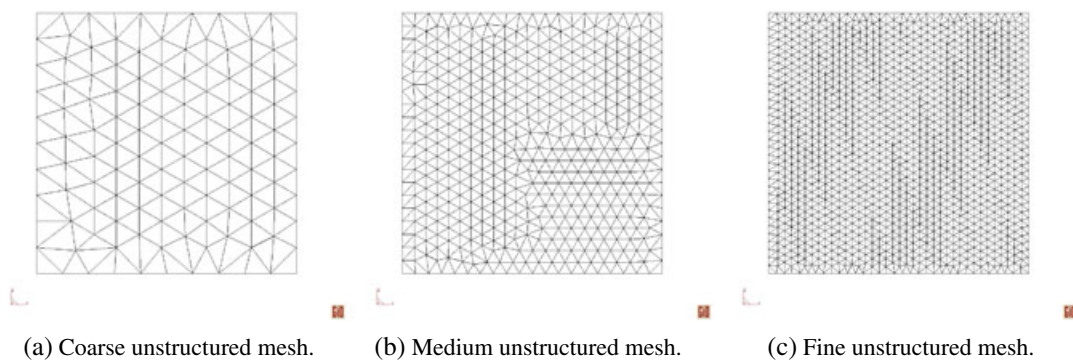 (a) Coarse unstructured mesh.
(b) Medium unstructured mesh.
(c) Fine unstructured mesh.